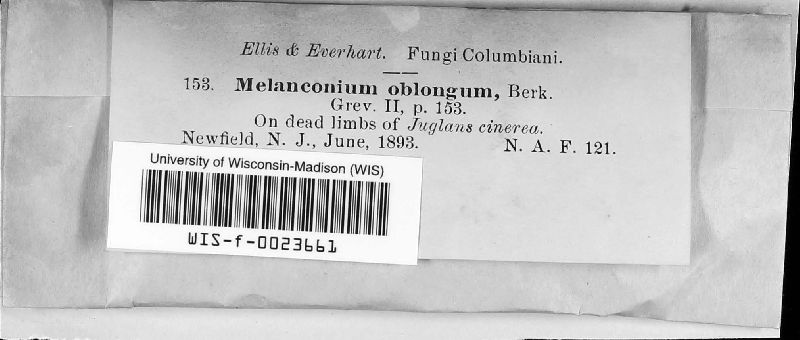 Ellis & Everhart. Fungi Columbiani.
153. Melanconium oblongum, Berk.
Grev. II, p. 153.
On dead limbs of Juglans cinerea.
Newfield, N. J., June, 1893. N. A. F. 121.
University of Wisconsin-Madison (WIS)
WIS-f-0023661